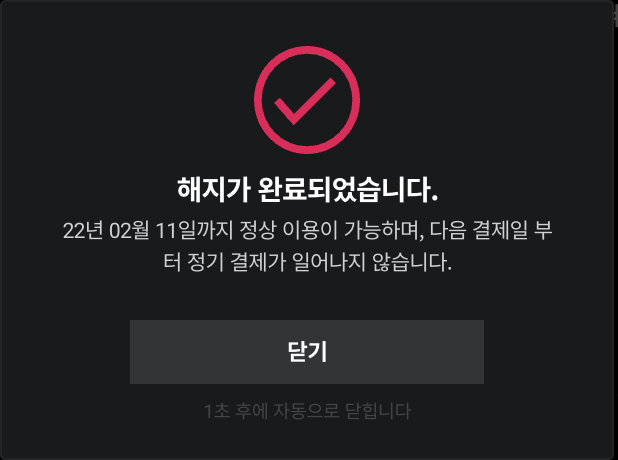 해지가 완료되었습니다.
22년 02월 11일까지 정상 이용이 가능하며, 다음 결제일 부
터 정기 결제가 일어나지 않습니다.
닫기
1초 후에 자동으로 닫힙니다